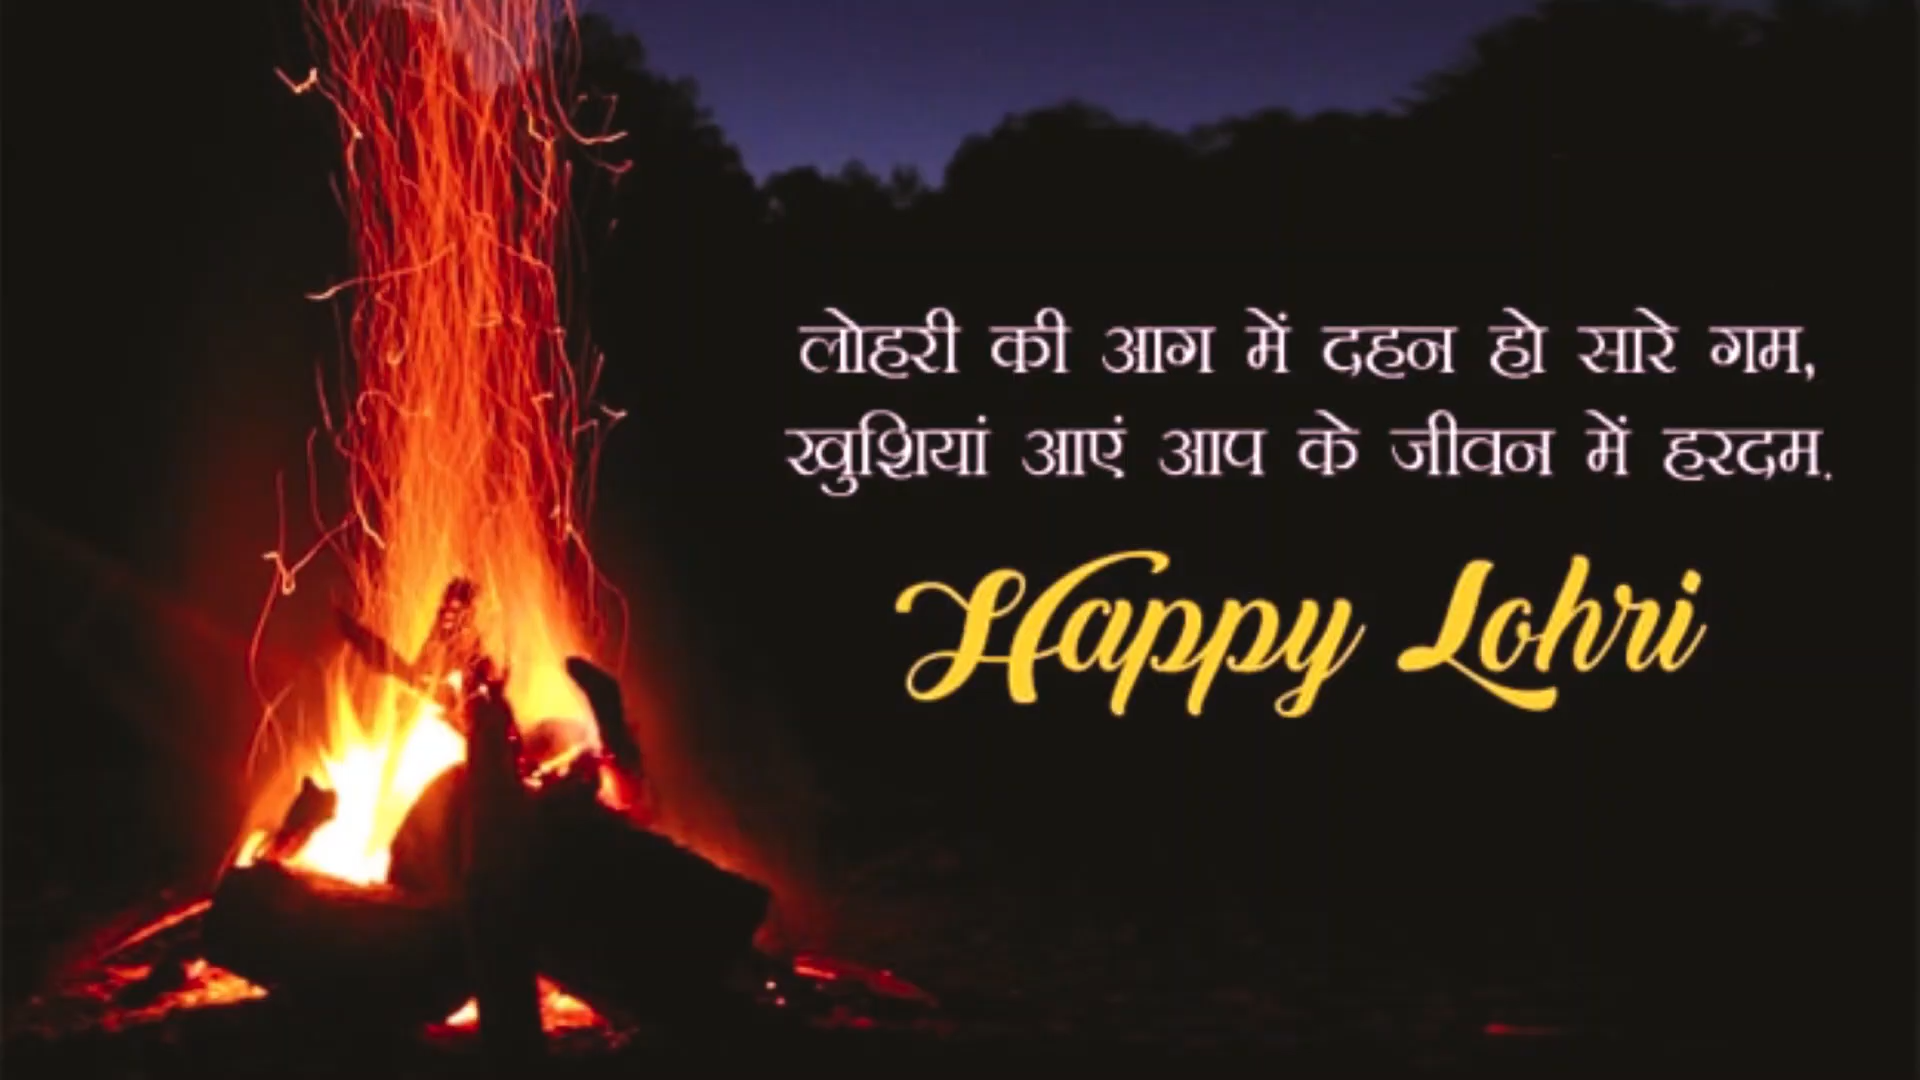 लोहरी की आग में दहन हो सारे गम,
खुशियां आएं आप के जीवन में हरदम.
Happy Lohri